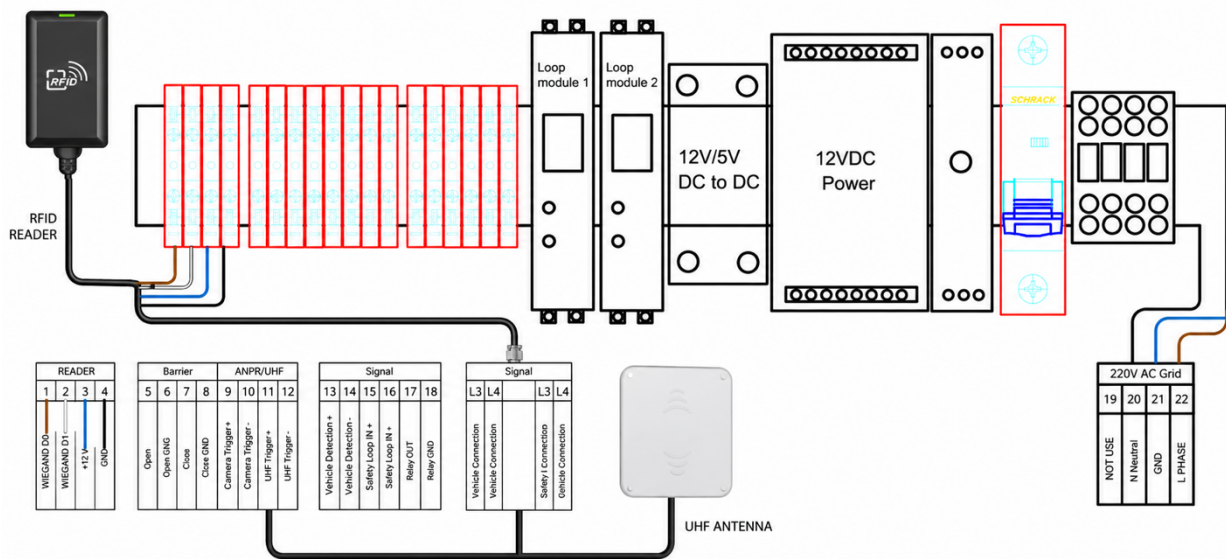 RFID
Loop
module 1
Loop
module 2
12V/5V
DC to DC
12VDC
Power
SCHRACK
RFID
READER
READER
1 2 3 4
WIEGAND D0
WIEGAND D1
+12 V
GND
Barrier ANPR/UHF
5 6 7 8 9 10 11 12
Open
Open GNG
Cloee
Clore GND
Camera Trigger+
Camera Trigger-
UHF Trigger+
UHF Trigger-
Signal
13 14 15 16 17 18
Vehicle Detection +
Vehicle Detection-
Safety Loop IN +
Safety Loop IN +
Relay OUT
Relay GND
Signal
L3 L4 L3 L4
Vehicle Connection
Vehicle Connection
Safety I Connection
Oehicle Connection
UHF ANTENNA
220V AC Grid
19 20 21 22
NOT USE
N Neutral
GND
L PHASE